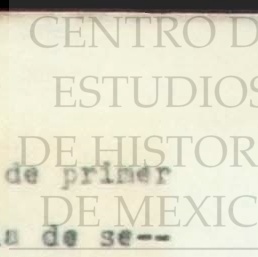 CENTRO D
ESTUDIOS
DE HISTOR
de primer
DE MEXIC
a de se--